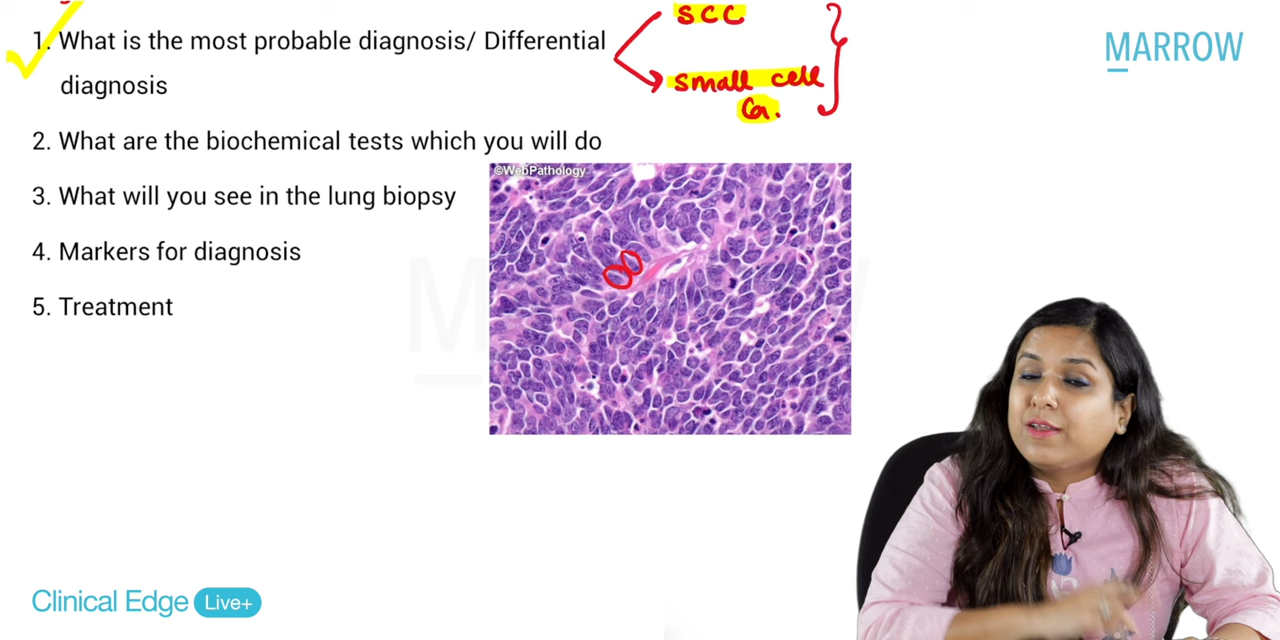 SCC
1. What is the most probable diagnosis/ Differential
diagnosis
small cell
Ca.
MARROW
2. What are the biochemical tests which you will do
©WebPathology
3. What will you see in the lung biopsy
4. Markers for diagnosis
5. Treatment
Clinical Edge Live+